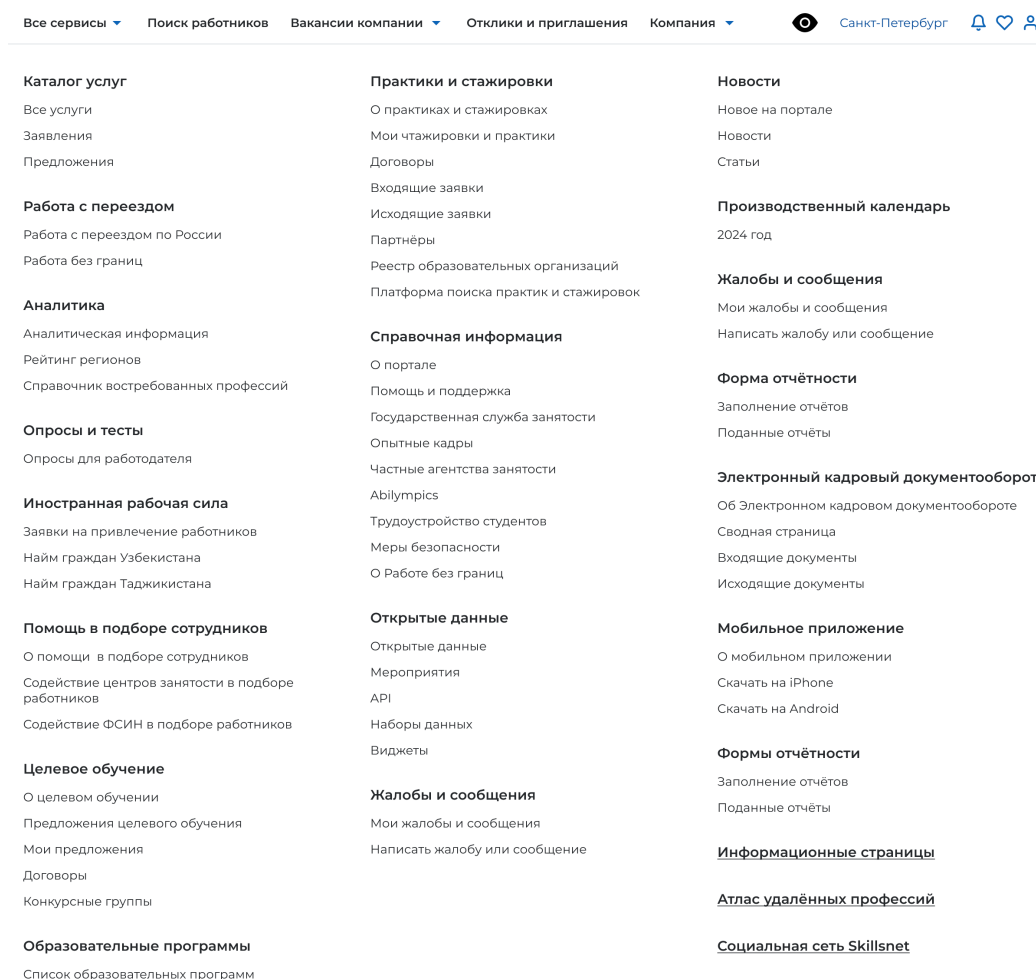 Все сервисы
Поиск работников
Вакансии компании
Отклики и приглашения
Компания
Санкт-Петербург
Каталог услуг
Все услуги
Заявления
Предложения
Работа с переездом
Работа с переездом по России
Работа без границ
Аналитика
Аналитическая информация
Рейтинг регионов
Справочник востребованных профессий
Опросы и тесты
Опросы для работодателя
Иностранная рабочая сила
Заявки на привлечение работников
Найм граждан Узбекистана
Найм граждан Таджикистана
Помощь в подборе сотрудников
О помощи  в подборе сотрудников
Содействие центров занятости в подборе
работников
Содействие ФСИН в подборе работников
Целевое обучение
О целевом обучении
Предложения целевого обучения
Мои предложения
Договоры
Конкурсные группы
Образовательные программы
Список образовательных программ
Практики и стажировки
О практиках и стажировках
Мои чтажировки и практики
Договоры
Входящие заявки
Исходящие заявки
Партнёры
Реестр образовательных организаций
Платформа поиска практик и стажировок
Справочная информация
О портале
Помощь и поддержка
Государственная служба занятости
Опытные кадры
Частные агентства занятости
Abilympics
Трудоустройство студентов
Меры безопасности
О Работе без границ
Открытые данные
Открытые данные
Мероприятия
API
Наборы данных
Виджеты
Жалобы и сообщения
Мои жалобы и сообщения
Написать жалобу или сообщение
Новости
Новое на портале
Новости
Статьи
Производственный календарь
2024 год
Жалобы и сообщения
Мои жалобы и сообщения
Написать жалобу или сообщение
Форма отчётности
Заполнение отчётов
Поданные отчёты
Электронный кадровый документооборот
Об Электронном кадровом документообороте
Сводная страница
Входящие документы
Исходящие документы
Мобильное приложение
О мобильном приложении
Скачать на iPhone
Скачать на Android
Формы отчётности
Заполнение отчётов
Поданные отчёты
Информационные страницы
Атлас удалённых профессий
Социальная сеть Skillsnet